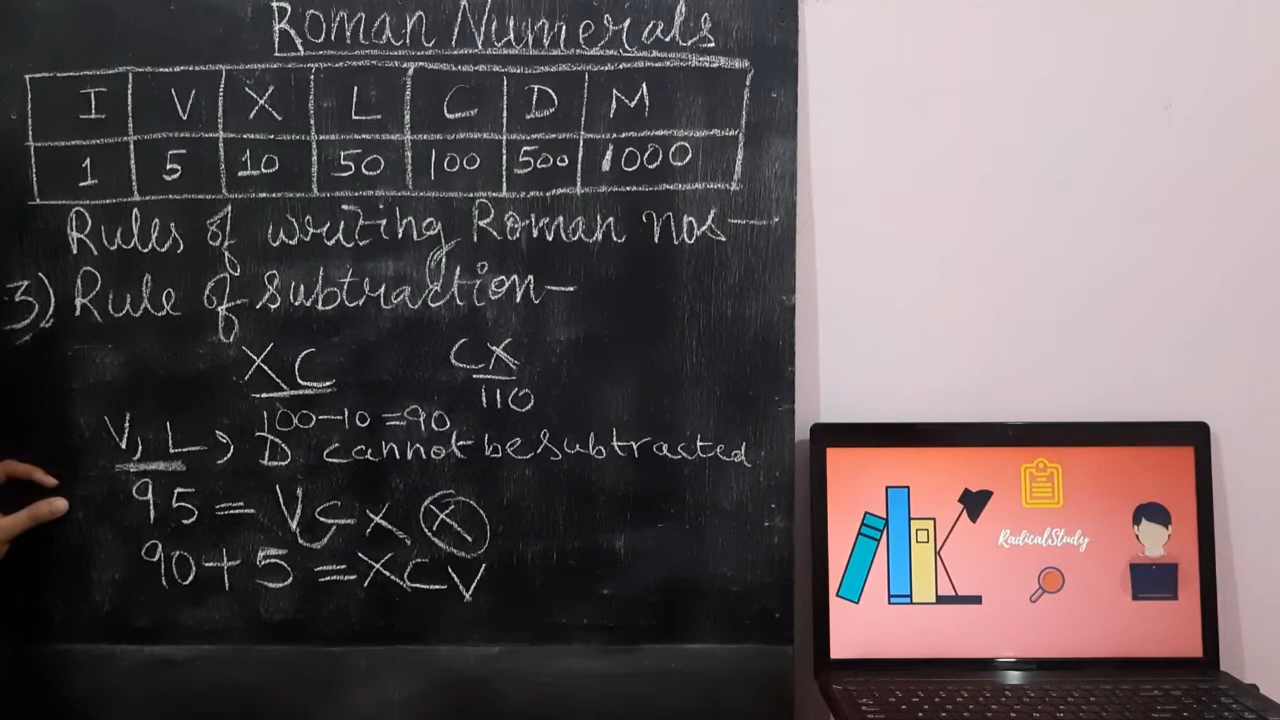 Roman Numerals
I V X L C D M
1 5 10 50 100 500 1000
Rules of writing Roman nos-
3) Rule of Subtraction-
XC CX
100-10=90 110
V, L, D cannot be subtracted
95 = VC X X
90+5=XCV
RadicalStudy